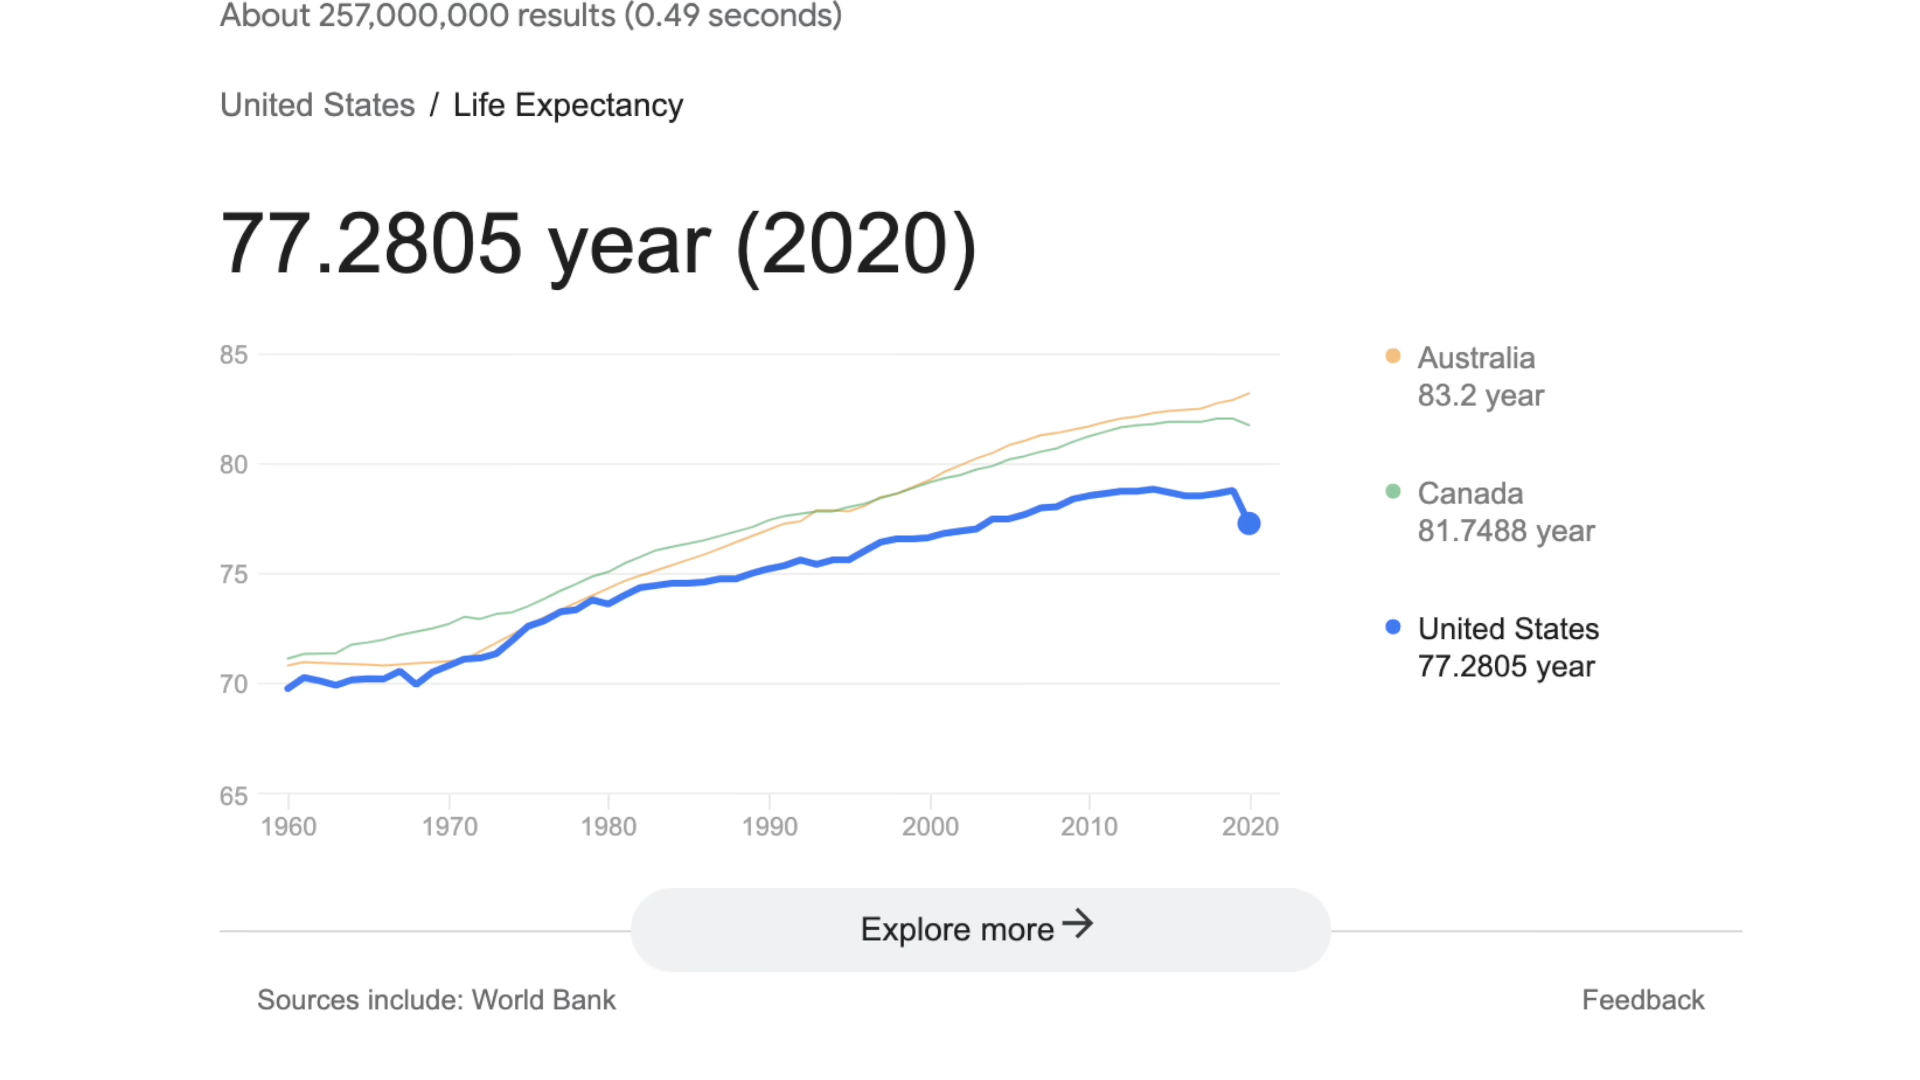 About 257,000,000 results (0.49 seconds)
United States / Life Expectancy
77.2805 year (2020)
85
80
75
70
65
1960 1970 1980 1990 2000 2010 2020
Australia
83.2 year
Canada
81.7488 year
United States
77.2805 year
Explore more
Sources include: World Bank
Feedback